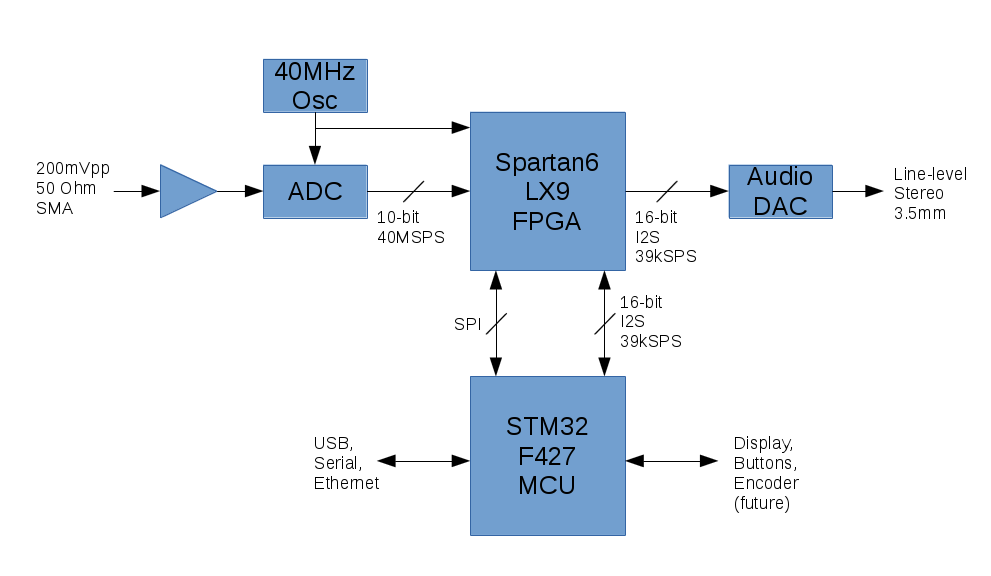 40MHz
Osc
200mVpp
50 Ohm
SMA
ADC
10-bit
40MSPS
Spartan6
LX9
FPGA
16-bit
I2S
39kSPS
Audio
DAC
Line-level
Stereo
3.5mm
SPI
16-bit
I2S
39kSPS
USB,
Serial,
Ethernet
STM32
F427
MCU
Display,
Buttons,
Encoder
(future)